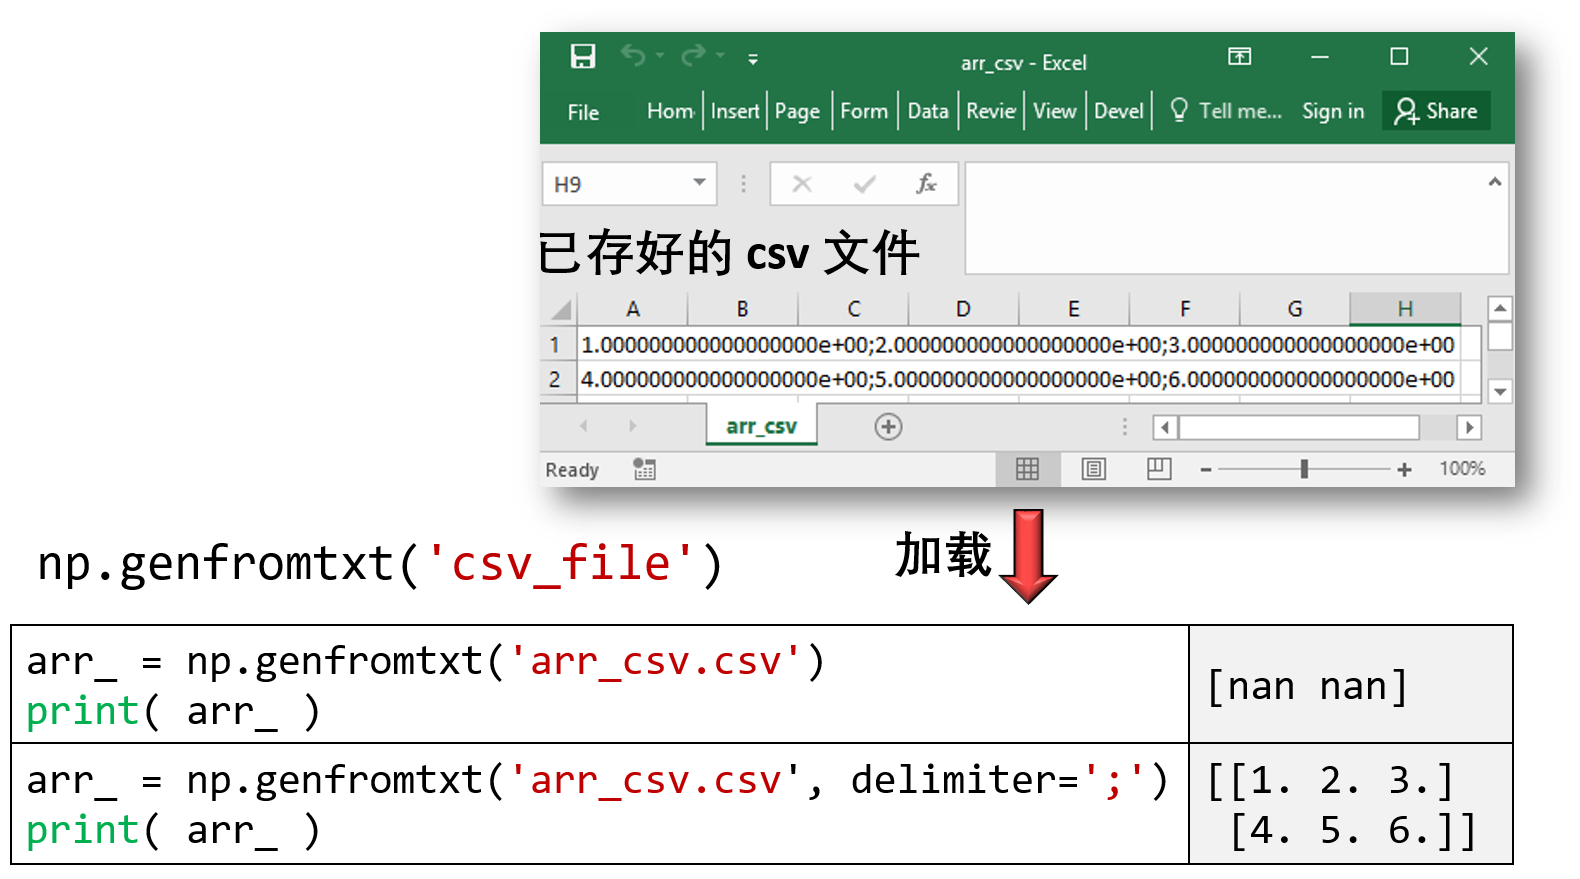 arr_csv - Excel
File Hom Insert Page Form Data Revie View Devel Tell me... Sign in Share
H9 fx
已存好的 csv 文件
A B C D E F G H
1 1.000000000000000000e+00;2.000000000000000000e+00;3.000000000000000000e+00
2 4.000000000000000000e+00;5.000000000000000000e+00;6.000000000000000000e+00
arr_csv
Ready 100%
np.genfromtxt('csv_file') 加载
arr_ = np.genfromtxt('arr_csv.csv')
print( arr_ )
[nan nan]
arr_ = np.genfromtxt('arr_csv.csv', delimiter=';')
print( arr_ )
[[1. 2. 3.]
[4. 5. 6.]]